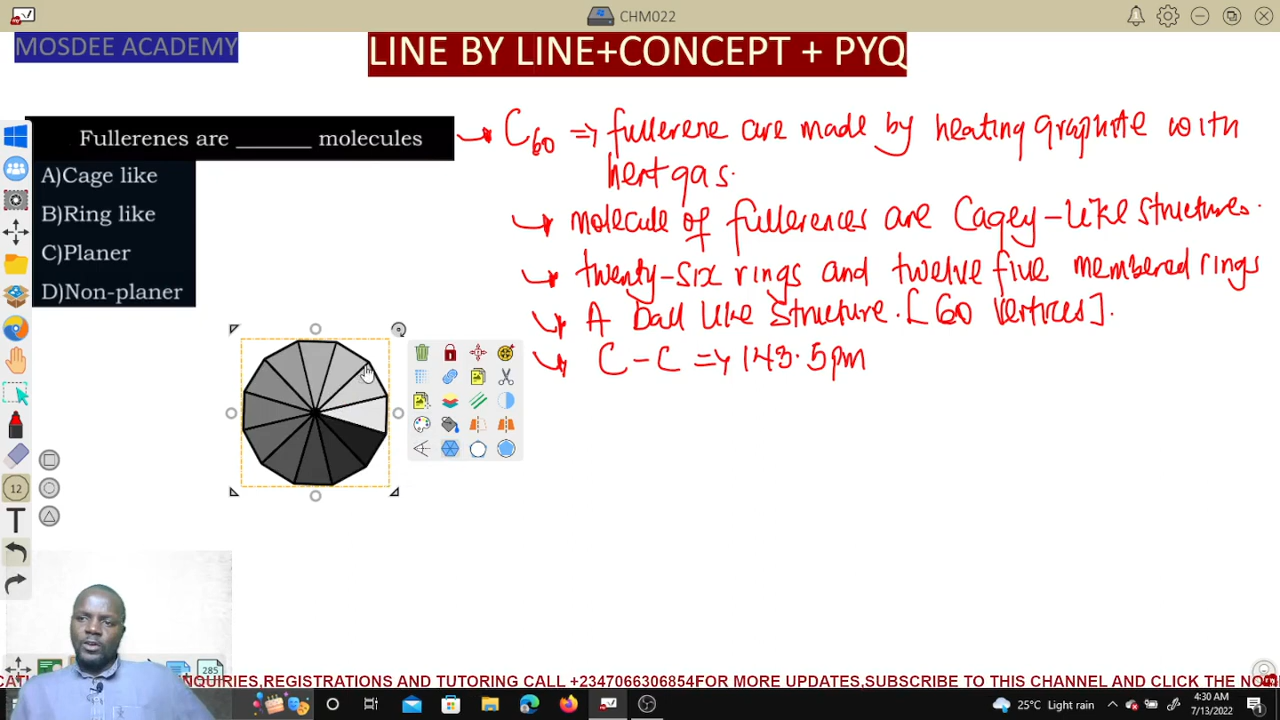 CHM022
MOSDEE ACADEMY
LINE BY LINE+CONCEPT + PYQ
Fullerenes are _______ molecules
A)Cage like
B)Ring like
C)Planer
D)Non-planer
C60 => fullerene are made by heating graphite with
Inert gas.
molecule of fullerences are Cagey-like structures.
twenty-six rings and twelve five membered rings
A ball like structure. [60 vertices].
C-C => 143.5pm
12
T
285
INQUIRIES,REGISTRATIONS AND TUTORING CALL +2347066306854FOR MORE UPDATES,SUBSCRIBE TO THIS CHANNEL AND CLICK THE
25°C Light rain
4:30 AM
7/13/2022